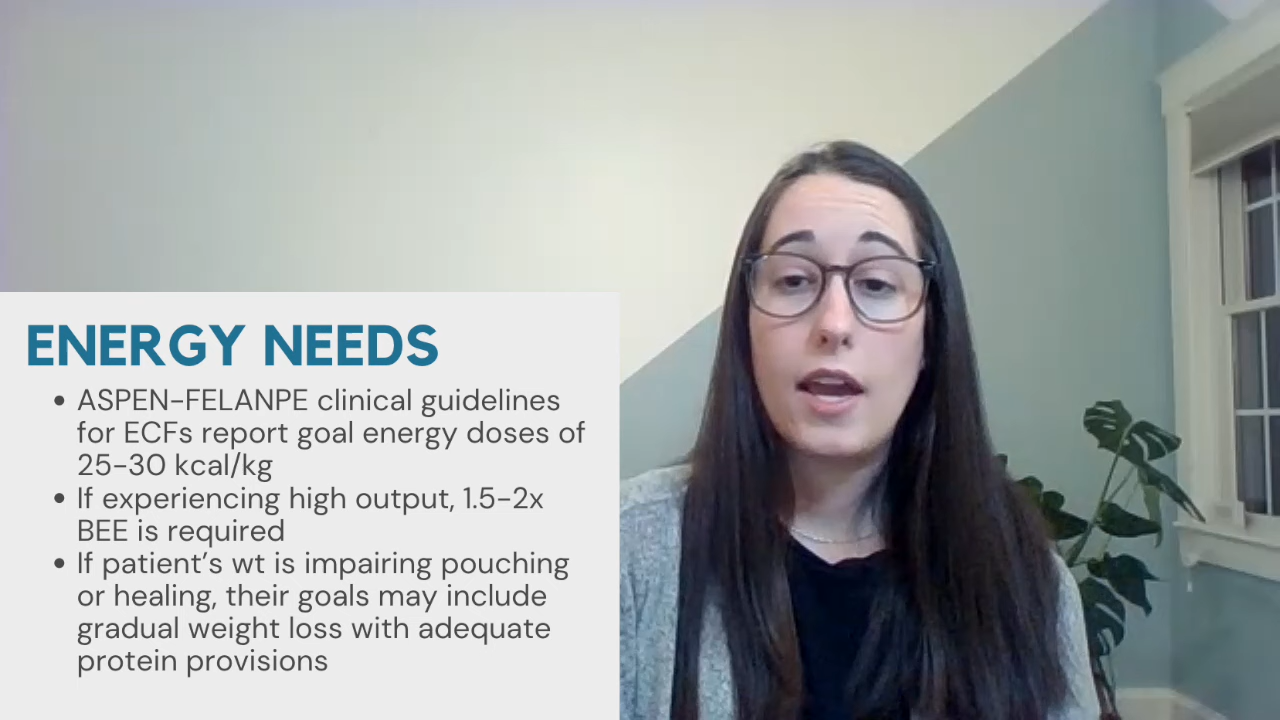 ENERGY NEEDS
• ASPEN-FELANPE clinical guidelines
for ECFs report goal energy doses of
25-30 kcal/kg
• If experiencing high output, 1.5-2x
BEE is required
• If patient's wt is impairing pouching
or healing, their goals may include
gradual weight loss with adequate
protein provisions